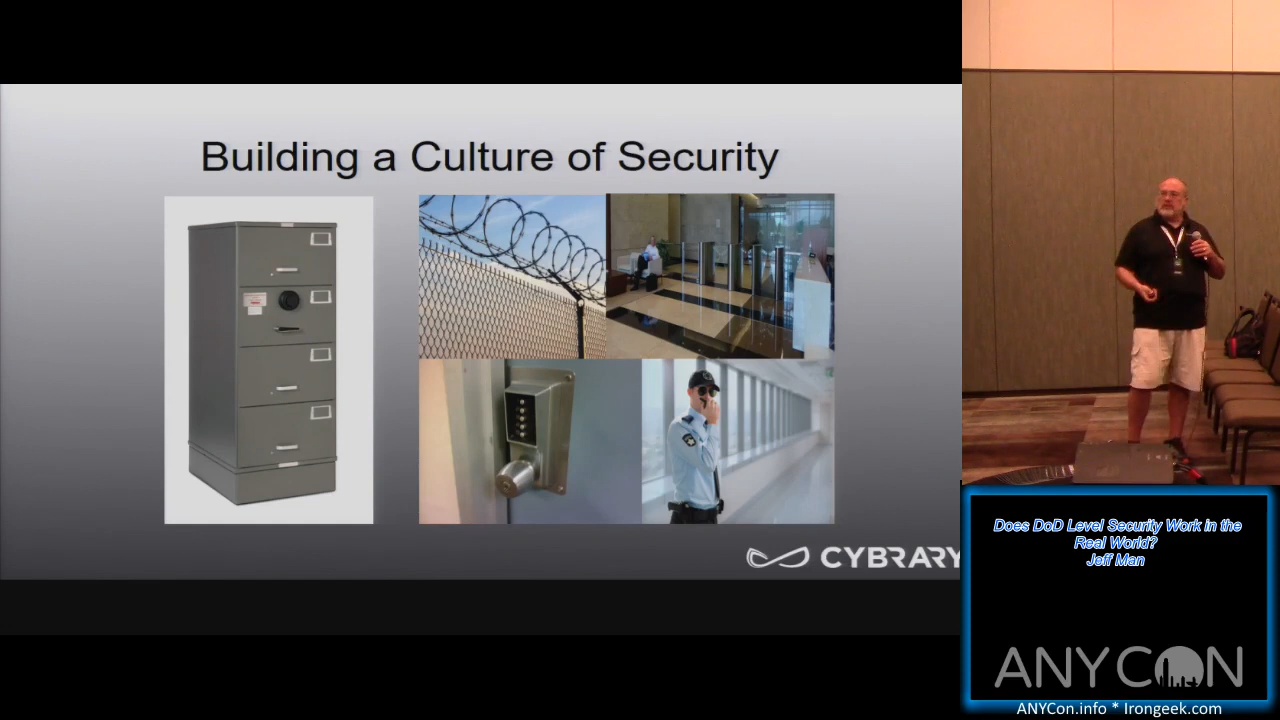 Building a Culture of Security
CYBRARY
Does DoD Level Security Work in the
Real World?
Jeff Man
ANYCON
ANYCon.info * Irongeek.com